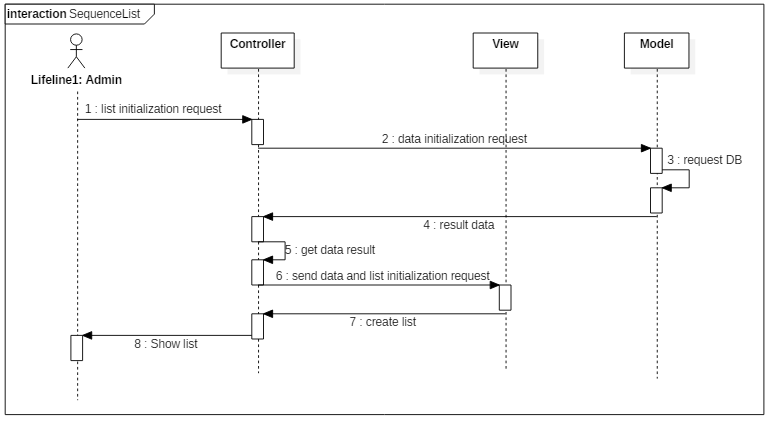 interaction SequenceList
Controller
View
Model
Lifeline1: Admin
1 : list initialization request
2 : data initialization request
3 : request DB
4 : result data
5 : get data result
6 : send data and list initialization request
7 : create list
8 : Show list